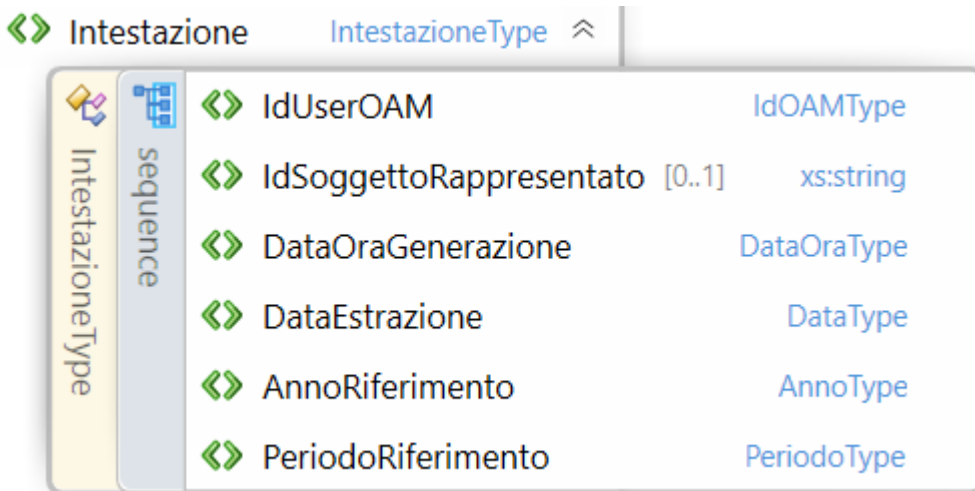 Intestazione IntestazioneType
IntestazioneType
sequence
IdUserOAM IdOAMType
IdSoggettoRappresentato [0..1] xs:string
DataOraGenerazione DataOraType
DataEstrazione DataType
AnnoRiferimento AnnoType
PeriodoRiferimento PeriodoType